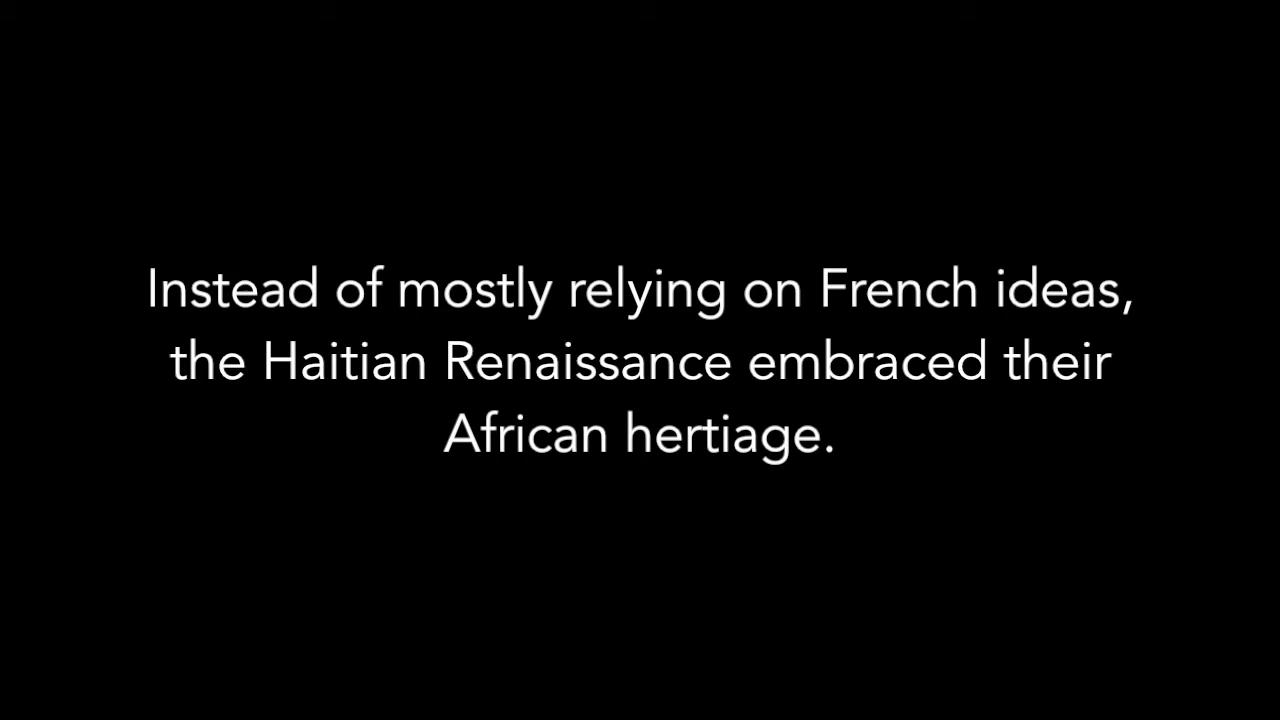 Instead of mostly relying on French ideas,
the Haitian Renaissance embraced their
African hertiage.